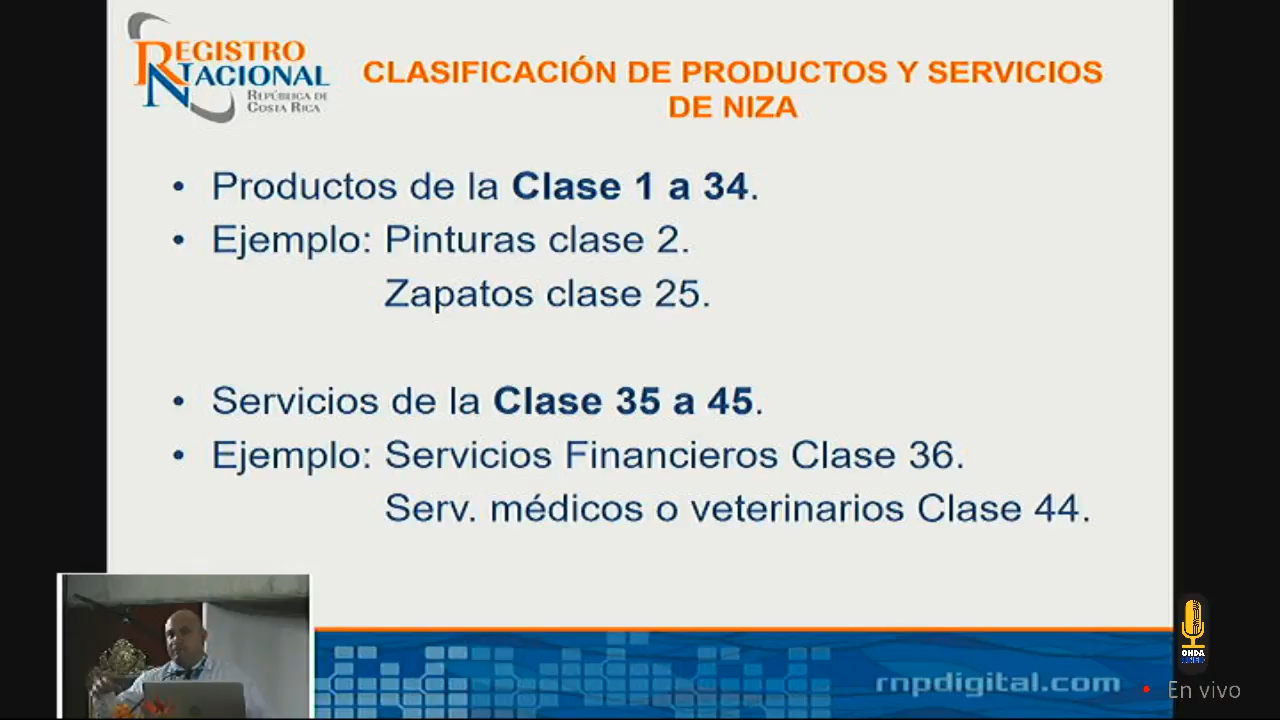 REGISTRO
NACIONAL
REPÚBLICA DE
COSTA RICA
CLASIFICACIÓN DE PRODUCTOS Y SERVICIOS
DE NIZA
• Productos de la Clase 1 a 34.
• Ejemplo: Pinturas clase 2.
Zapatos clase 25.
• Servicios de la Clase 35 a 45.
• Ejemplo: Servicios Financieros Clase 36.
Serv. médicos o veterinarios Clase 44.
rnpdigital.com
ONDA
• En vivo